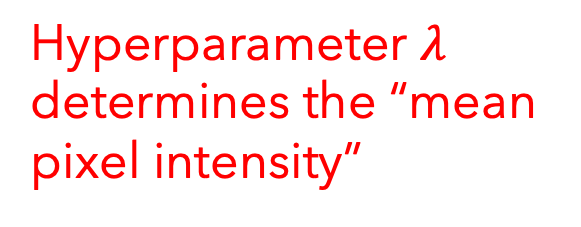 Hyperparameter λ
determines the “mean
pixel intensity”